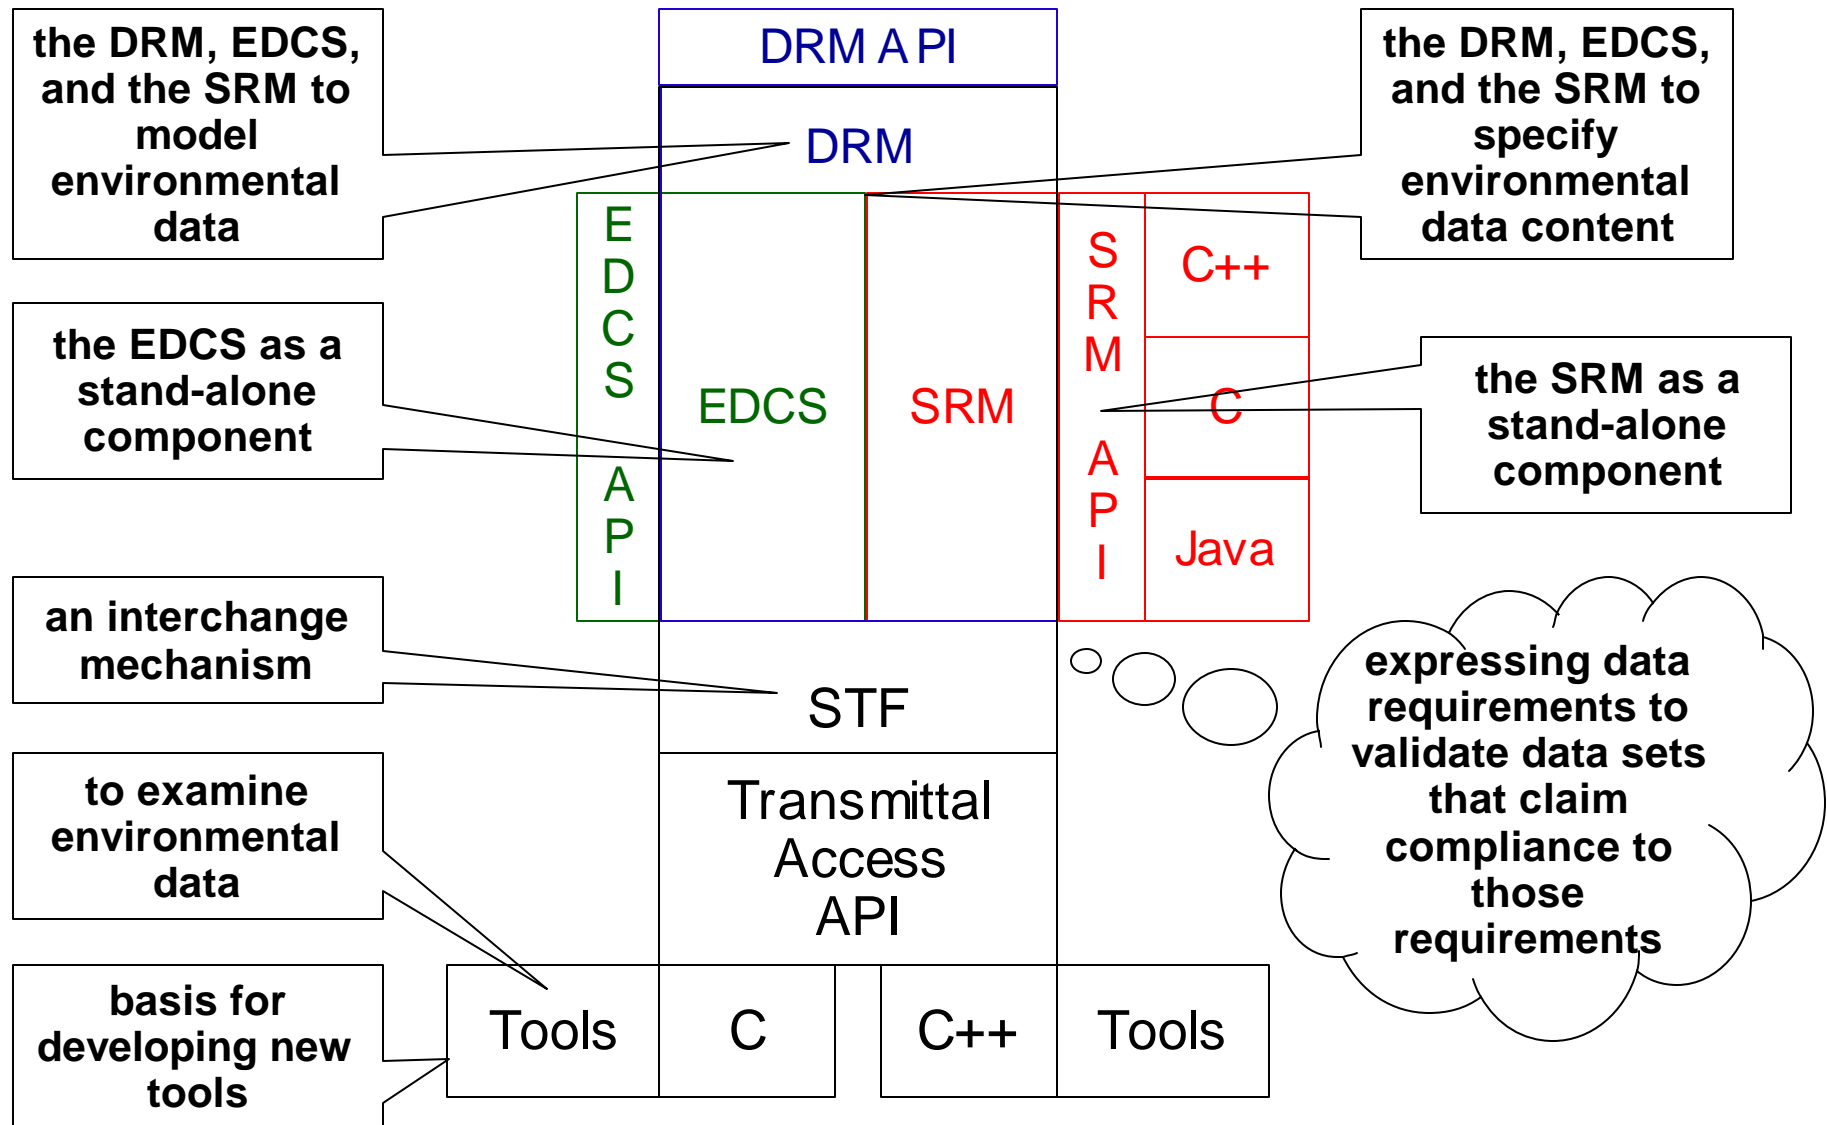 the DRM, EDCS,
and the SRM to
model
environmental
data
DRM API
DRM
the DRM, EDCS,
and the SRM to
specify
environmental
data content
the EDCS as a
stand-alone
component
E
D
C
S
A
P
I
EDCS
SRM
S
R
M
A
P
I
C++
C
Java
the SRM as a
stand-alone
component
an interchange
mechanism
STF
expressing data
requirements to
validate data sets
that claim
compliance to
those
requirements
to examine
environmental
data
Transmittal
Access
API
basis for
developing new
tools
Tools
C
C++
Tools